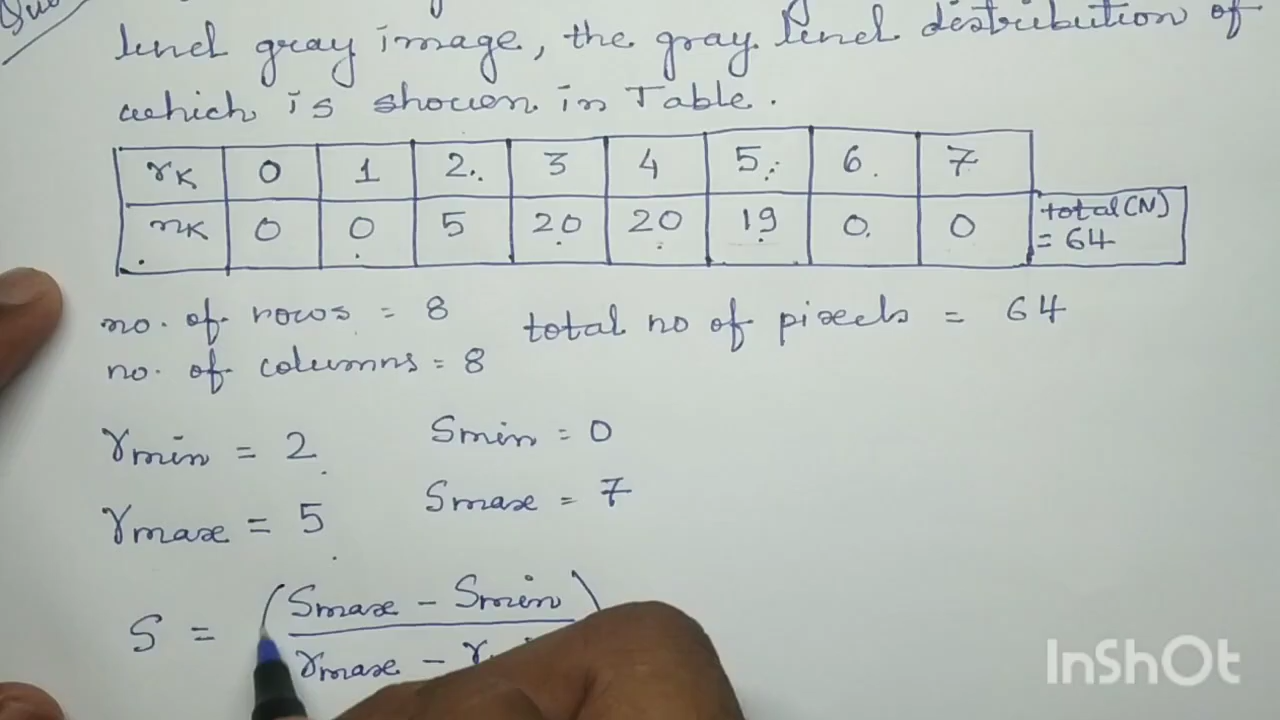 level gray image, the gray level distribution of
which is shown in Table.
rK 0 1 2 3 4 5 6 7
nK 0 0 5 20 20 19 0 0 total (N) = 64
no. of rows = 8 total no of pixels = 64
no. of columns = 8
rmin = 2 Smin = 0
rmax = 5 Smax = 7
S = (Smax - Smin)
rmax - r
InShOt